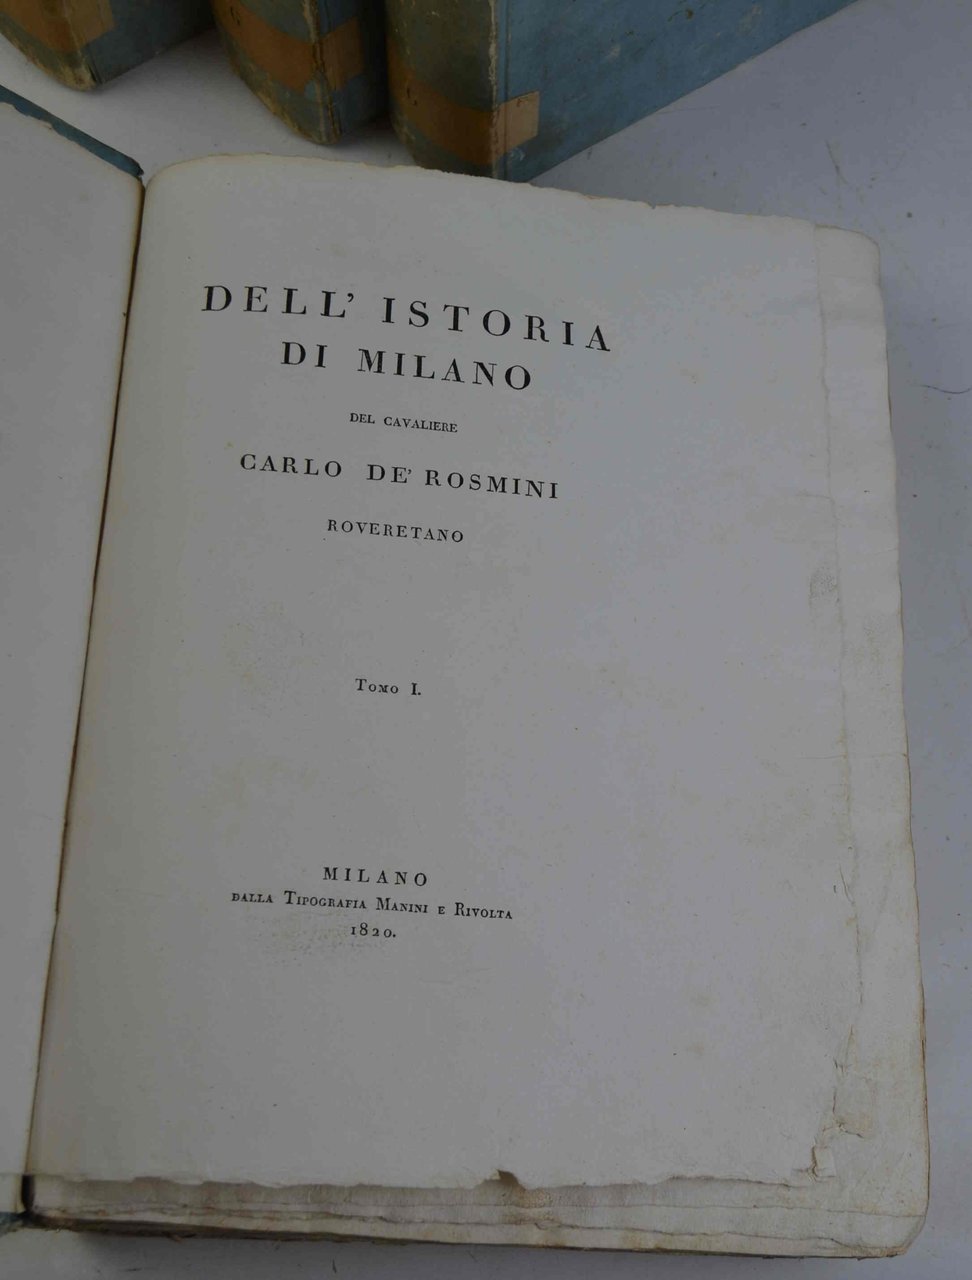 DELL' ISTORIA
DI MILANO
DEL CAVALIERE
CARLO DE' ROSMINI
ROVERETANO
Tomo I.
MILANO
DALLA TIPOGRAFIA MANINI E RIVOLTA
1820.